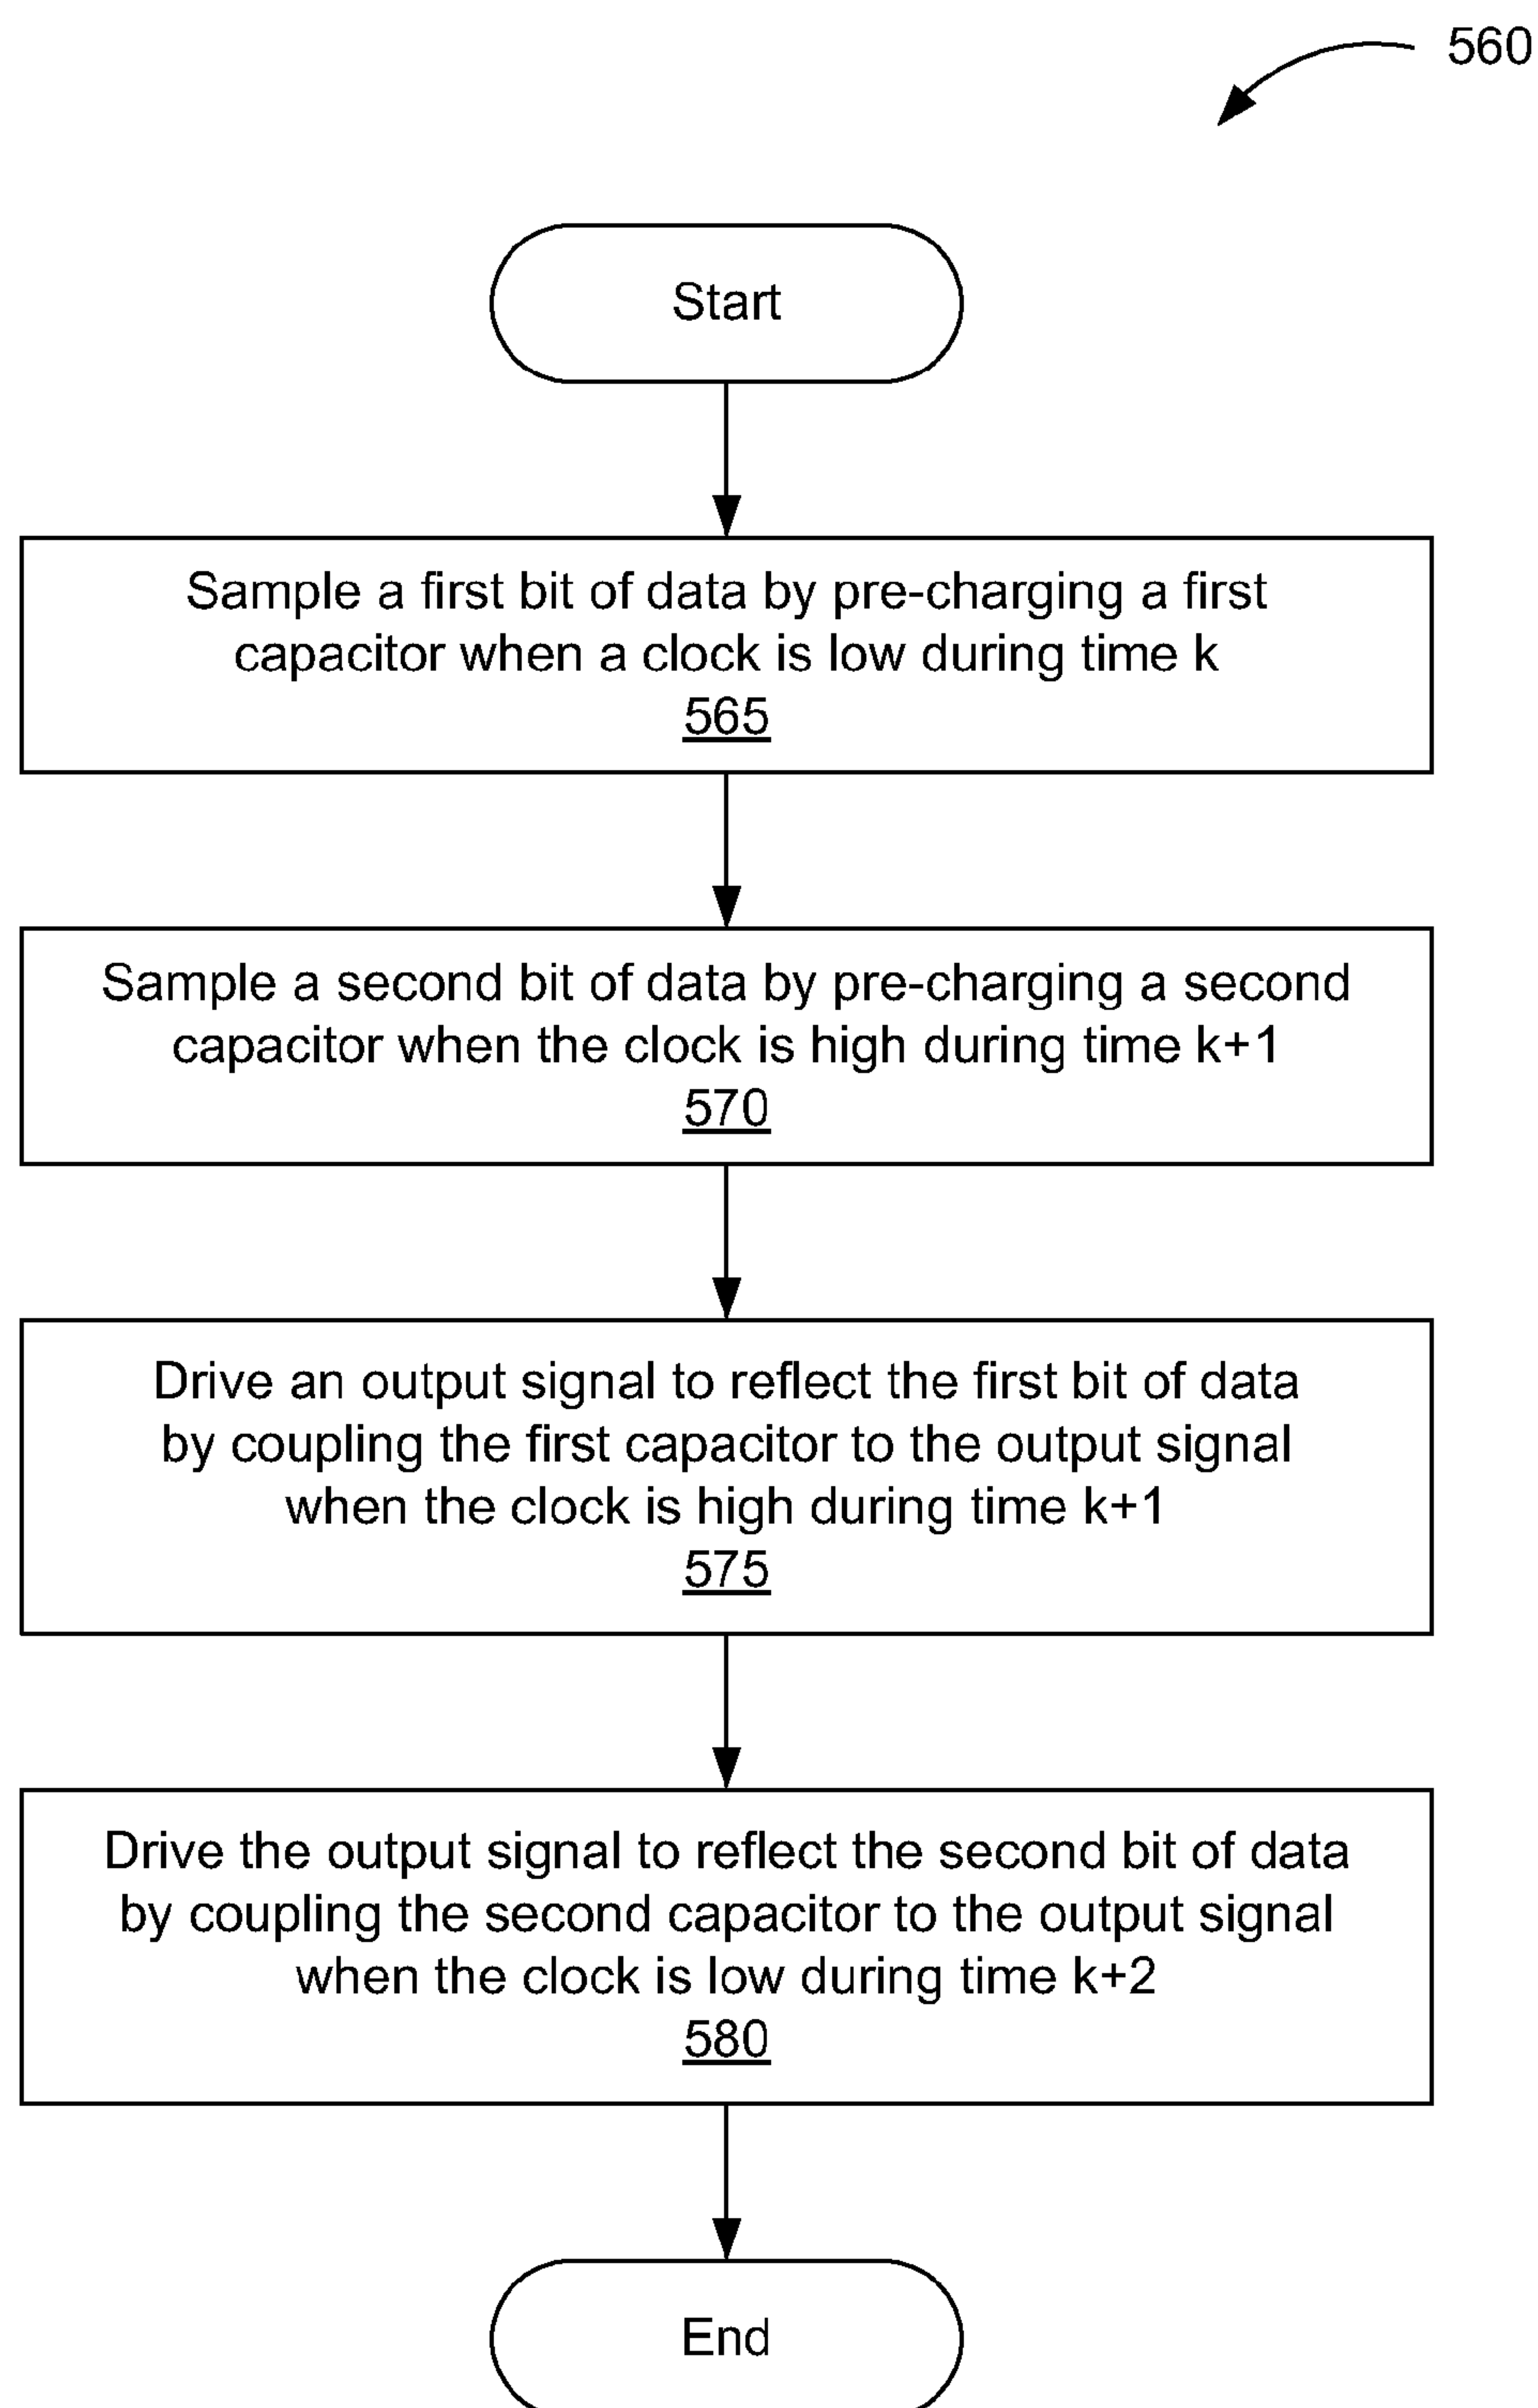 560
Start
Sample a first bit of data by pre-charging a first
capacitor when a clock is low during time k
565
Sample a second bit of data by pre-charging a second
capacitor when the clock is high during time k+1
570
Drive an output signal to reflect the first bit of data
by coupling the first capacitor to the output signal
when the clock is high during time k+1
575
Drive the output signal to reflect the second bit of data
by coupling the second capacitor to the output signal
when the clock is low during time k+2
580
End